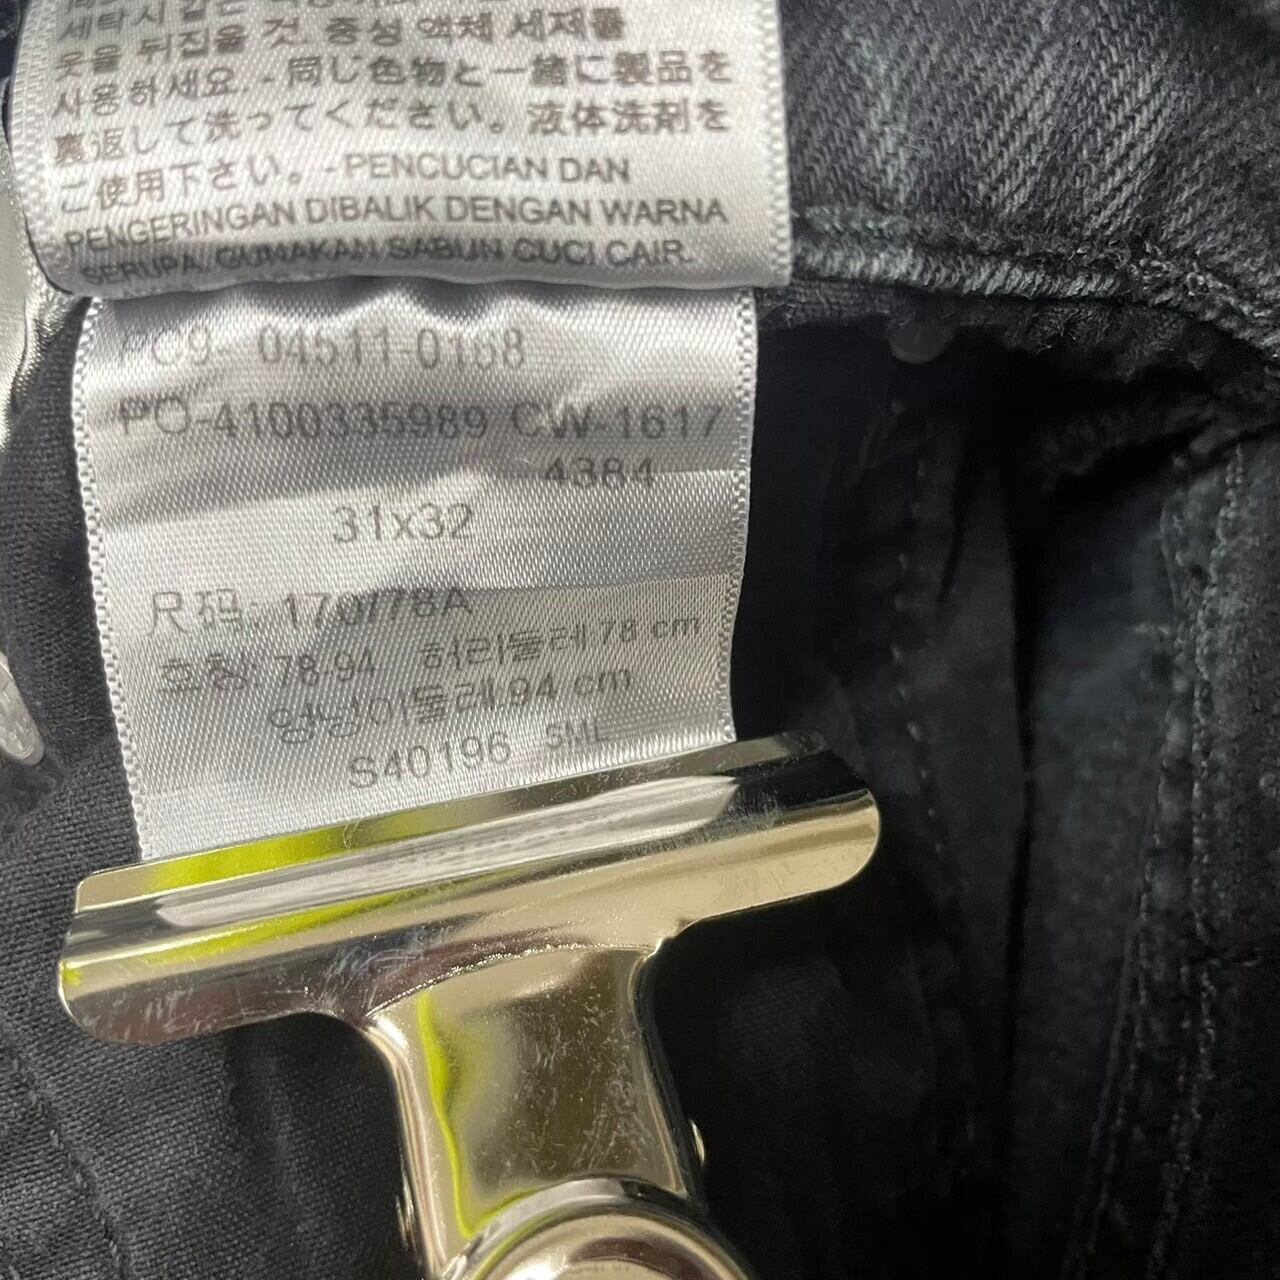 세탁시 같은
옷을 뒤집을 것. 중성 액체 세제를
사용하세요. - 同じ色物と一緒に製品を
裏返して洗ってください。液体洗剤を
ご使用下さい。-PENCUCIAN DAN
PENGERINGAN DIBALIK DENGAN WARNA
SERUPA. GUNAKAN SABUN CUCI CAIR.
PC9- 04511-0168
PO-4100335989 CW-1617
4384
31x32
尺码: 170/78A
호칭: 78-94 허리둘레 78 cm
엉덩이둘레 94 cm
S40196 SML